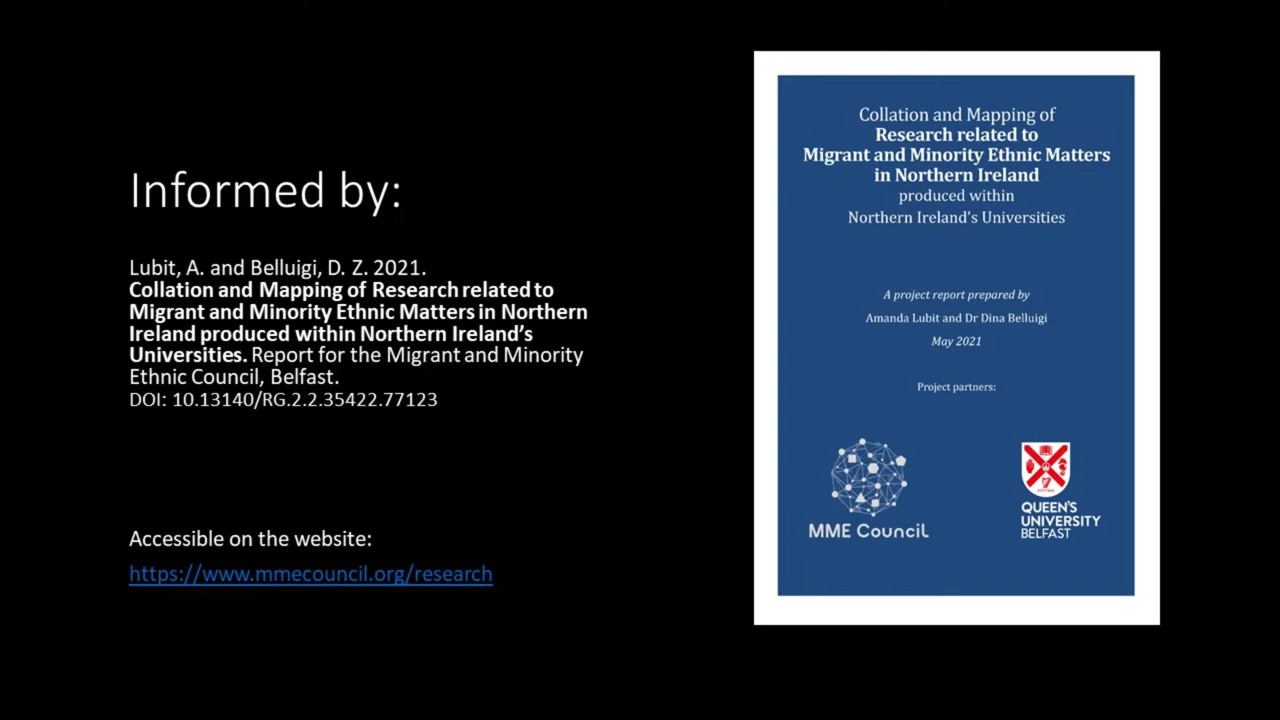 Informed by:
Lubit, A. and Belluigi, D. Z. 2021.
Collation and Mapping of Research related to
Migrant and Minority Ethnic Matters in Northern
Ireland produced within Northern Ireland's
Universities. Report for the Migrant and Minority
Ethnic Council, Belfast.
DOI: 10.13140/RG.2.2.35422.77123
Accessible on the website:
https://www.mmecouncil.org/research
Collation and Mapping of
Research related to
Migrant and Minority Ethnic Matters
in Northern Ireland
produced within
Northern Ireland's Universities
A project report prepared by
Amanda Lubit and Dr Dina Belluigi
May 2021
Project partners:
MME Council
QUEEN'S
UNIVERSITY
BELFAST